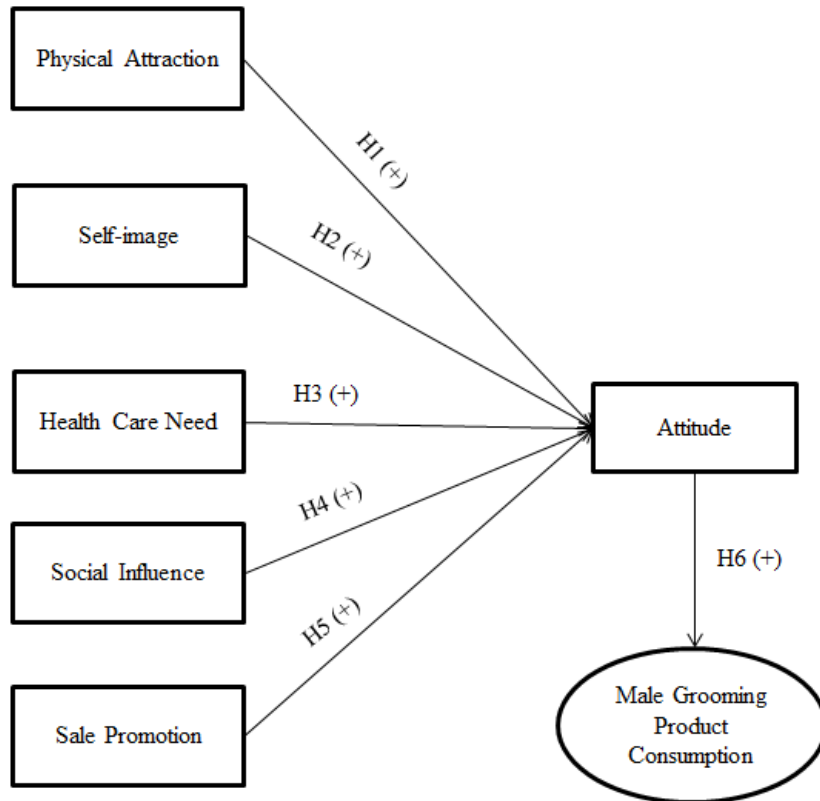 Physical Attraction
H1 (+)
Self-image
H2 (+)
Health Care Need
H3 (+)
Attitude
H4 (+)
Social Influence
H6 (+)
H5 (+)
Sale Promotion
Male Grooming
Product
Consumption